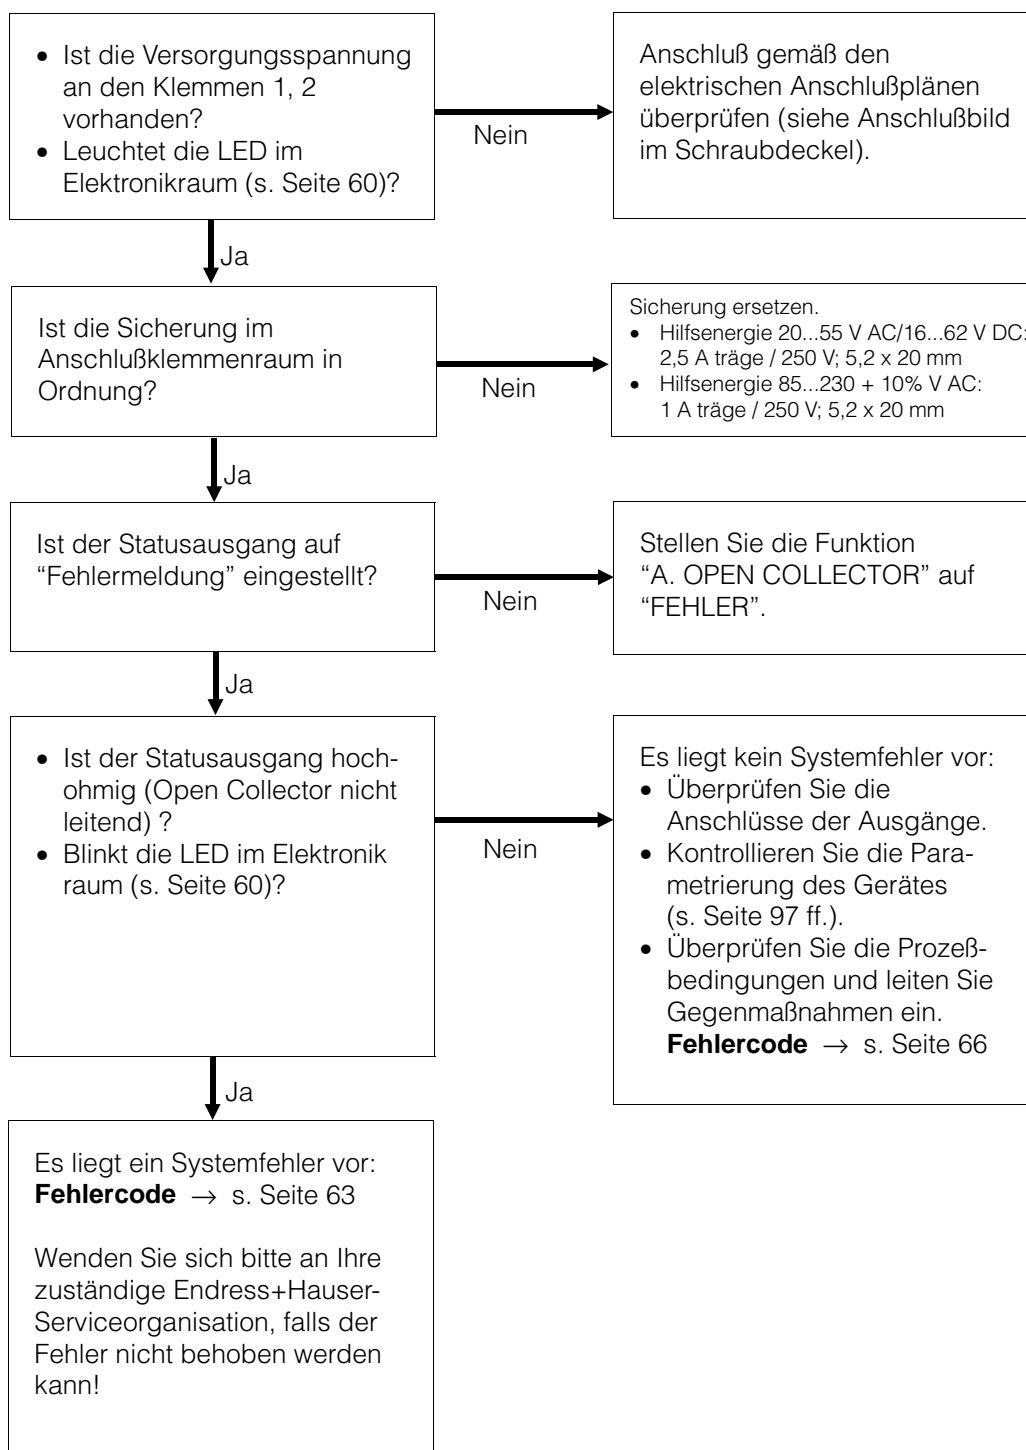 • Ist die Versorgungsspannung
an den Klemmen 1, 2
vorhanden?
• Leuchtet die LED im
Elektronikraum (s. Seite 60)?
Nein
Anschluß gemäß den
elektrischen Anschlußplänen
überprüfen (siehe Anschlußbild
im Schraubdeckel).
Ja
Ist die Sicherung im
Anschlußklemmenraum in
Ordnung?
Nein
Sicherung ersetzen.
• Hilfsenergie 20...55 V AC/16...62 V DC:
2,5 A träge / 250 V; 5,2 x 20 mm
• Hilfsenergie 85...230 + 10% V AC:
1 A träge / 250 V; 5,2 x 20 mm
Ja
Ist der Statusausgang auf
“Fehlermeldung” eingestellt?
Nein
Stellen Sie die Funktion
“A. OPEN COLLECTOR” auf
“FEHLER”.
Ja
• Ist der Statusausgang hoch-
ohmig (Open Collector nicht
leitend) ?
• Blinkt die LED im Elektronik
raum (s. Seite 60)?
Nein
Es liegt kein Systemfehler vor:
• Überprüfen Sie die
Anschlüsse der Ausgänge.
• Kontrollieren Sie die Para-
metrierung des Gerätes
(s. Seite 97 ff.).
• Überprüfen Sie die Prozeß-
bedingungen und leiten Sie
Gegenmaßnahmen ein.
Fehlercode → s. Seite 66
Ja
Es liegt ein Systemfehler vor:
Fehlercode → s. Seite 63
Wenden Sie sich bitte an Ihre
zuständige Endress+Hauser-
Serviceorganisation, falls der
Fehler nicht behoben werden
kann!